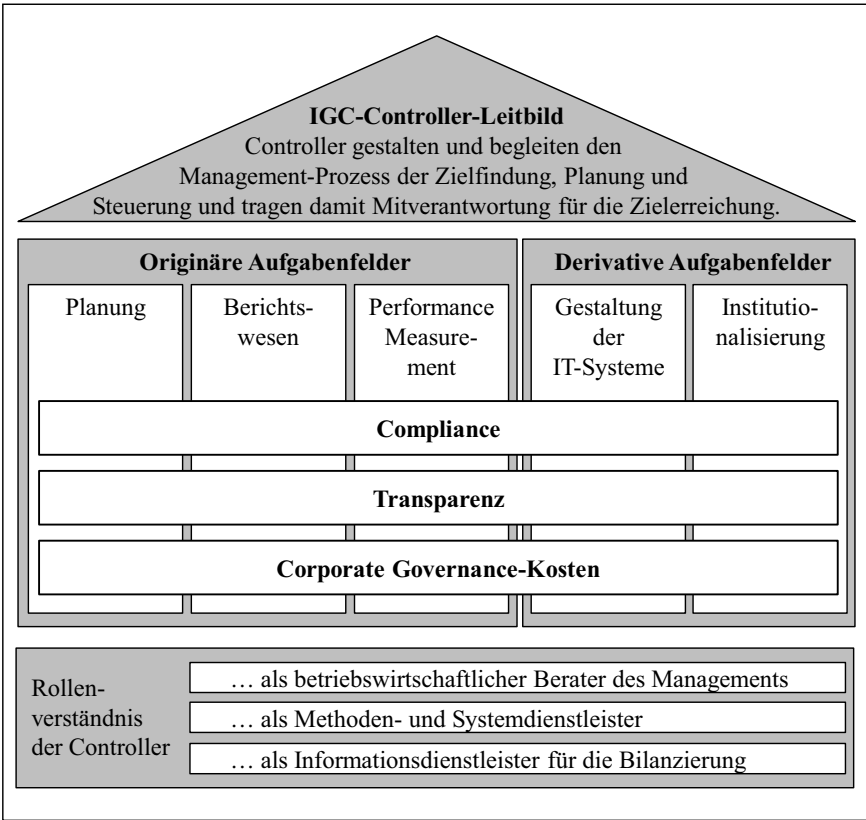 IGC-Controller-Leitbild
Controller gestalten und begleiten den
Management-Prozess der Zielfindung, Planung und
Steuerung und tragen damit Mitverantwortung für die Zielerreichung.
Originäre Aufgabenfelder
Planung
Berichts-
wesen
Performance
Measure-
ment
Derivative Aufgabenfelder
Gestaltung
der
IT-Systeme
Institutio-
nalisierung
Compliance
Transparenz
Corporate Governance-Kosten
Rollen-
verständnis
der Controller
… als betriebswirtschaftlicher Berater des Managements
… als Methoden- und Systemdienstleister
… als Informationsdienstleister für die Bilanzierung